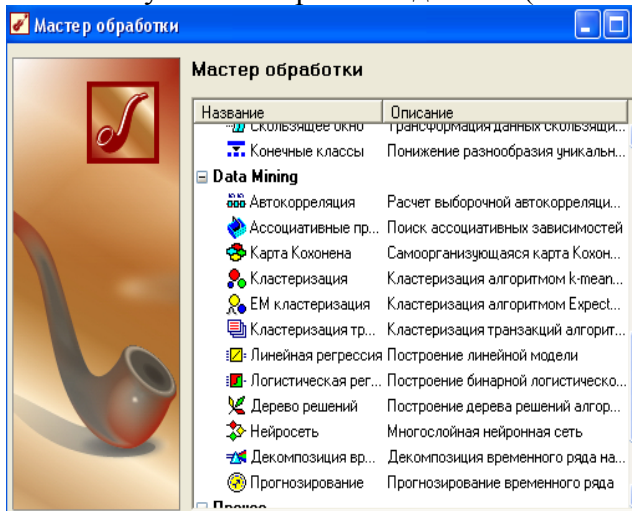 Мастер обработки
Мастер обработки
Название Описание
Скользящее окно Трансформация данных скользящи...
Конечные классы Понижение разнообразия уникальн...
Data Mining
Автокорреляция Расчет выборочной автокорреляци...
Ассоциативные пр... Поиск ассоциативных зависимостей
Карта Кохонена Самоорганизующаяся карта Кохон...
Кластеризация Кластеризация алгоритмом k-mean...
EM кластеризация Кластеризация алгоритмом Expect...
Кластеризация тр... Кластеризация транзакций алгорит...
Линейная регрессия Построение линейной модели
Логистическая рег... Построение бинарной логистическо...
Дерево решений Построение дерева решений алгор...
Нейросеть Многослойная нейронная сеть
Декомпозиция вр... Декомпозиция временного ряда на...
Прогнозирование Прогнозирование временного ряда
Прочее